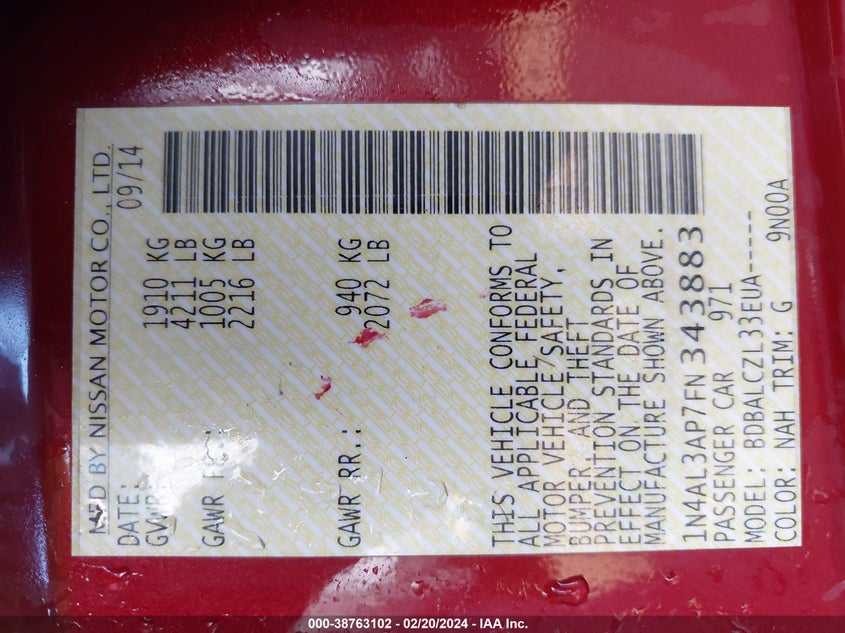 MFD BY NISSAN MOTOR CO., LTD.
DATE: 09/14
GVWR: 1910 KG
4211 LB
GAWR FR.: 1005 KG
2216 LB
GAWR RR.: 940 KG
2072 LB
THIS VEHICLE CONFORMS TO
ALL APPLICABLE FEDERAL
MOTOR VEHICLE SAFETY,
BUMPER AND THEFT
PREVENTION STANDARDS IN
EFFECT ON THE DATE OF
MANUFACTURE SHOWN ABOVE.
1N4AL3AP7FN343883
PASSENGER CAR 971
MODEL: BDBALCZL33EUA-----
COLOR: NAH TRIM: G 9N00A
000-38763102 - 02/20/2024 - IAA Inc.